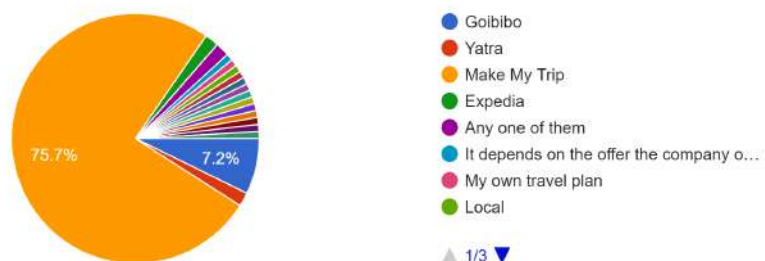 75.7%
7.2%
Goibibo
Yatra
Make My Trip
Expedia
Any one of them
It depends on the offer the company o…
My own travel plan
Local
1/3